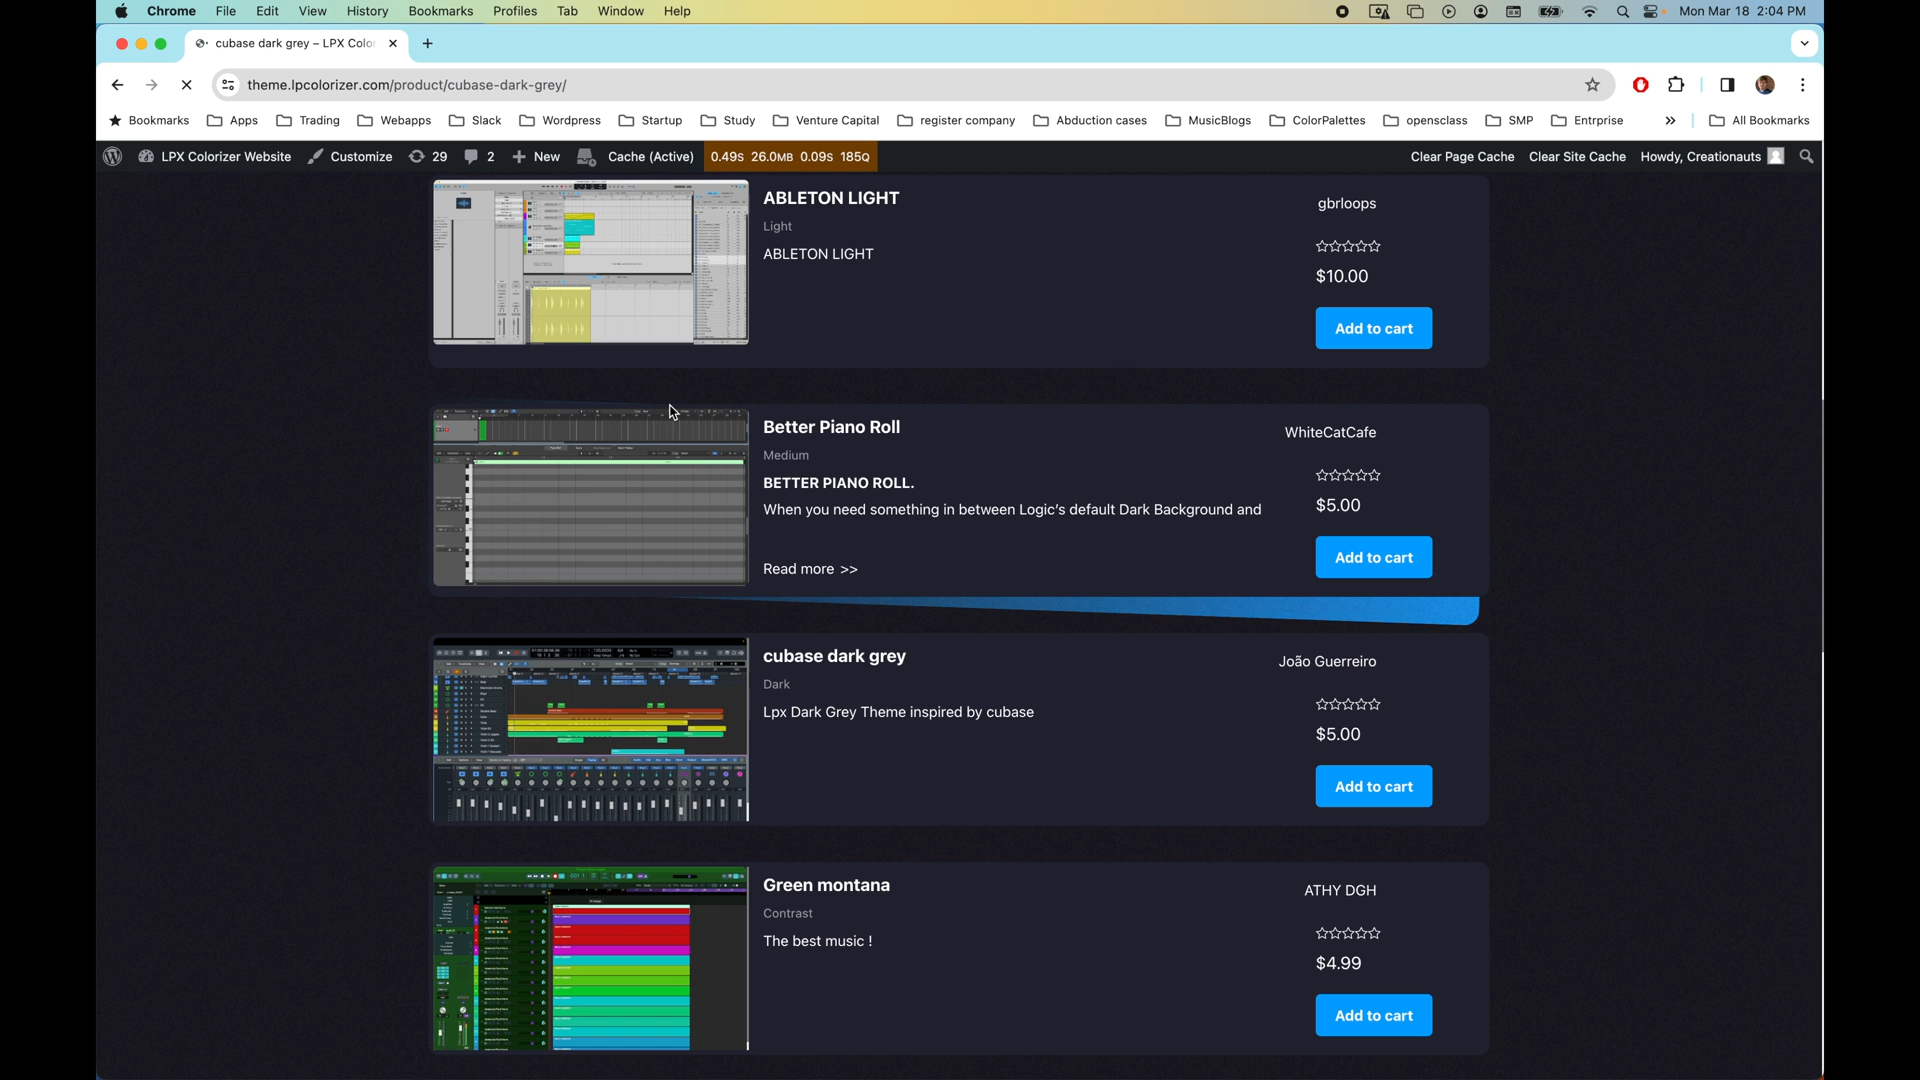 Chrome File Edit View History Bookmarks Profiles Tab Window Help Mon Mar 18 2:04 PM
cubase dark grey – LPX Color
theme.lpcolorizer.com/product/cubase-dark-grey/
Bookmarks Apps Trading Webapps Slack Wordpress Startup Study Venture Capital register company Abduction cases MusicBlogs ColorPalettes opensclass SMP Entrprise » All Bookmarks
LPX Colorizer Website Customize 29 2 New Cache (Active) 0.49S 26.0MB 0.09S 185Q Clear Page Cache Clear Site Cache Howdy, Creationauts
ABLETON LIGHT
gbrloops
Light
ABLETON LIGHT
$10.00
Add to cart
Better Piano Roll
WhiteCatCafe
Medium
BETTER PIANO ROLL.
$5.00
When you need something in between Logic's default Dark Background and
Add to cart
Read more >>
cubase dark grey
João Guerreiro
Dark
Lpx Dark Grey Theme inspired by cubase
$5.00
Add to cart
Green montana
ATHY DGH
Contrast
The best music !
$4.99
Add to cart